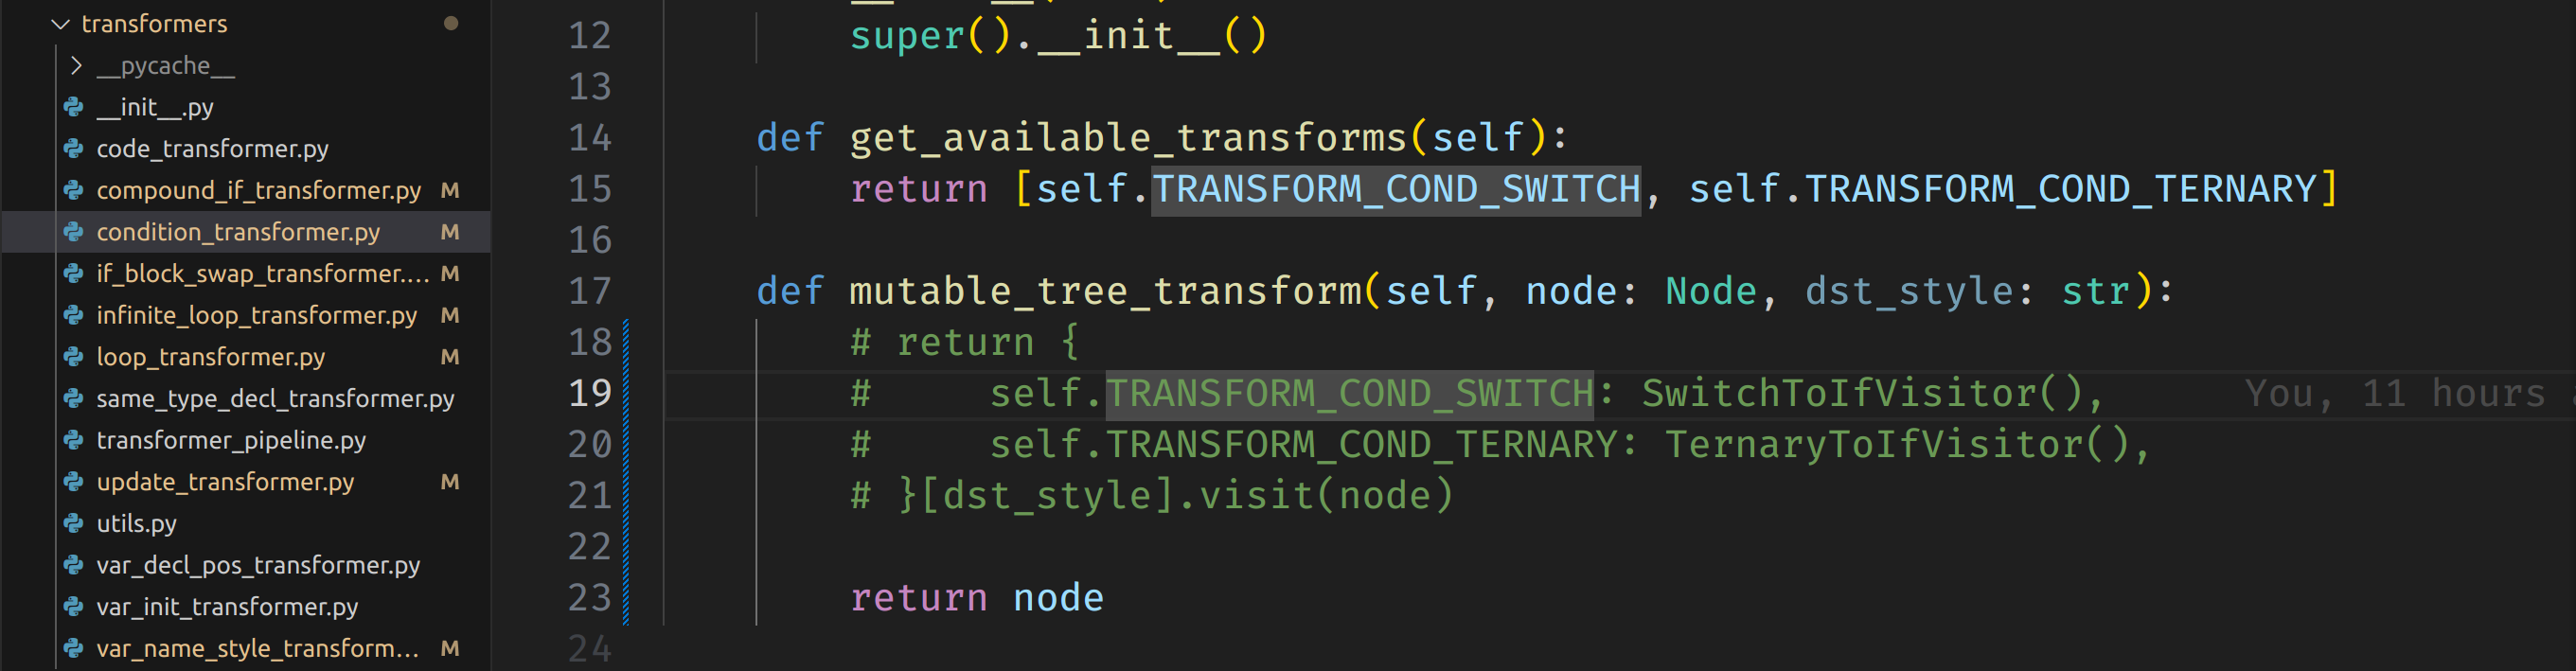 transformers
__pycache__
__init__.py
code_transformer.py
compound_if_transformer.py M
condition_transformer.py M
if_block_swap_transformer.... M
infinite_loop_transformer.py M
loop_transformer.py M
same_type_decl_transformer.py
transformer_pipeline.py
update_transformer.py M
utils.py
var_decl_pos_transformer.py
var_init_transformer.py
var_name_style_transform... M
12 super().__init__()
13
14 def get_available_transforms(self):
15 return [self.TRANSFORM_COND_SWITCH, self.TRANSFORM_COND_TERNARY]
16
17 def mutable_tree_transform(self, node: Node, dst_style: str):
18 # return {
19 #     self.TRANSFORM_COND_SWITCH: SwitchToIfVisitor(), You, 11 hours
20 #     self.TRANSFORM_COND_TERNARY: TernaryToIfVisitor(),
21 # }[dst_style].visit(node)
22
23 return node
24